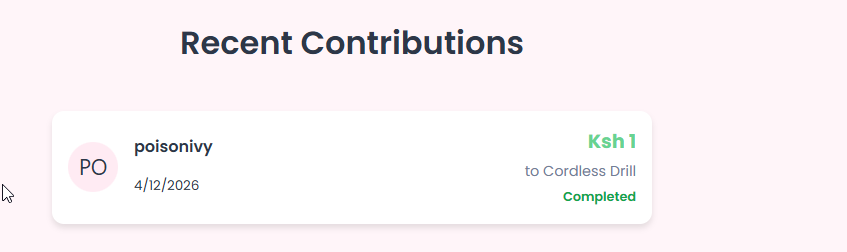 Recent Contributions
PO
poisonivy
4/12/2026
Ksh 1
to Cordless Drill
Completed